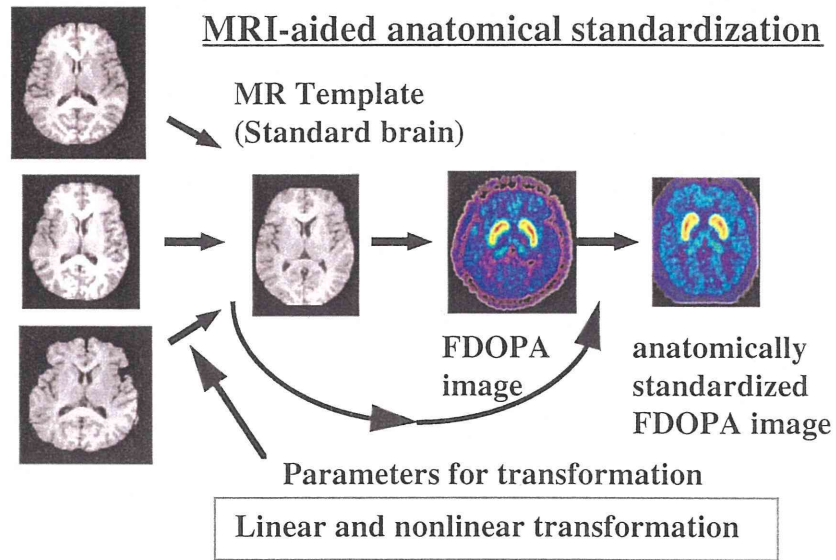 MRI-aided anatomical standardization
MR Template
(Standard brain)
FDOPA
image
anatomically
standardized
FDOPA image
Parameters for transformation
Linear and nonlinear transformation